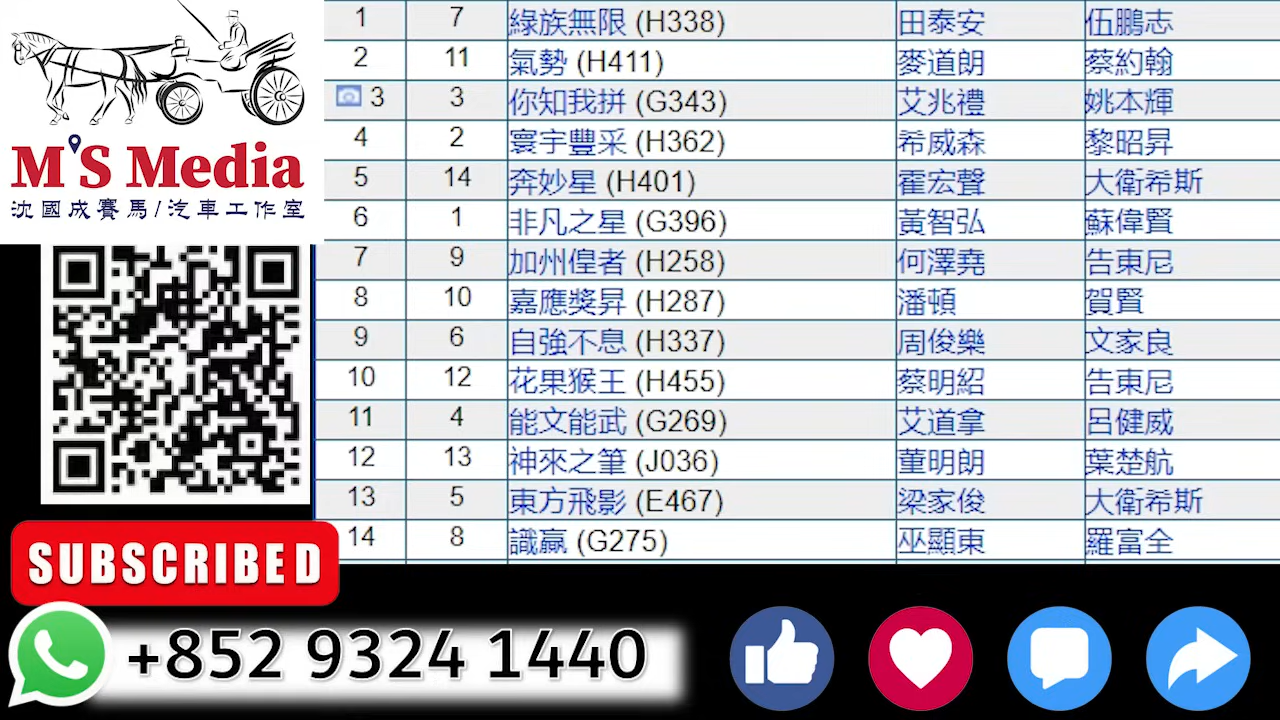 1 7 綠族無限 (H338) 田泰安 伍鵬志
2 11 氣勢 (H411) 麥道朗 蔡約翰
3 3 你知我拼 (G343) 艾兆禮 姚本輝
4 2 寰宇豐采 (H362) 希威森 黎昭昇
5 14 奔妙星 (H401) 霍宏聲 大衛希斯
6 1 非凡之星 (G396) 黃智弘 蘇偉賢
7 9 加州偟者 (H258) 何澤堯 告東尼
8 10 嘉應獎昇 (H287) 潘頓 賀賢
9 6 自強不息 (H337) 周俊樂 文家良
10 12 花果猴王 (H455) 蔡明紹 告東尼
11 4 能文能武 (G269) 艾道拿 呂健威
12 13 神來之筆 (J036) 董明朗 葉楚航
13 5 東方飛影 (E467) 梁家俊 大衛希斯
14 8 識贏 (G275) 巫顯東 羅富全
M'S Media
沈國成賽馬/汽車工作室
SUBSCRIBED
+852 9324 1440